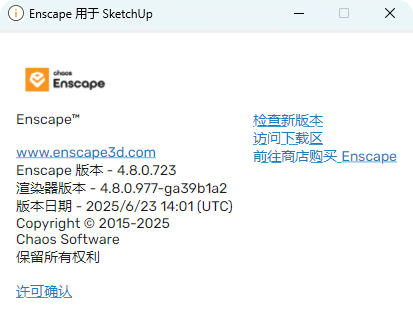 Enscape 用于 SketchUp
chaos
Enscape
Enscape™
www.enscape3d.com
Enscape 版本 - 4.8.0.723
渲染器版本 - 4.8.0.977-ga39b1a2
版本日期 - 2025/6/23 14:01 (UTC)
Copyright © 2015-2025
Chaos Software
保留所有权利
许可确认
检查新版本
访问下载区
前往商店购买 Enscape